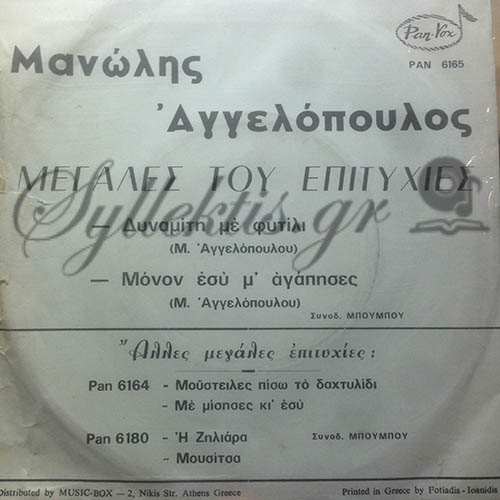 Pan-Vox
PAN 6165
Μανώλης
Ἀγγελόπουλος
ΜΕΓΑΛΕΣ ΤΟΥ ΕΠΙΤΥΧΙΕΣ
Syllektis.gr
— Δυναμίτη μὲ φυτίλι
(Μ. Ἀγγελόπουλου)
— Μόνον ἐσὺ μ' ἀγάπησες
(Μ. Ἀγγελόπουλου)
Συνοδ. ΜΠΟΥΜΠΟΥ
Ἄλλες μεγάλες ἐπιτυχίες :
Pan 6164 - Μοὔστειλες πίσω τὸ δαχτυλίδι
- Μὲ μίσησες κι' ἐσὺ
Pan 6180 - Ἡ Ζηλιάρα Συνοδ. ΜΠΟΥΜΠΟΥ
- Μουσίτσα
Distributed by MUSIC-BOX — 2, Nikis Str. Athens Greece
Printed in Greece by Fotiadis - Ioanidis